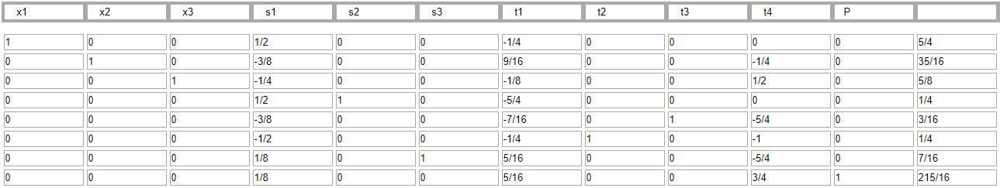 x1 x2 x3 s1 s2 s3 t1 t2 t3 t4 P
1 0 0 1/2 0 0 -1/4 0 0 0 0 5/4
0 1 0 -3/8 0 0 9/16 0 0 -1/4 0 35/16
0 0 1 -1/4 0 0 -1/8 0 0 1/2 0 5/8
0 0 0 1/2 1 0 -5/4 0 0 0 0 1/4
0 0 0 -3/8 0 0 -7/16 0 1 -5/4 0 3/16
0 0 0 -1/2 0 0 -1/4 1 0 -1 0 1/4
0 0 0 1/8 0 1 5/16 0 0 -5/4 0 7/16
0 0 0 1/8 0 0 5/16 0 0 3/4 1 215/16